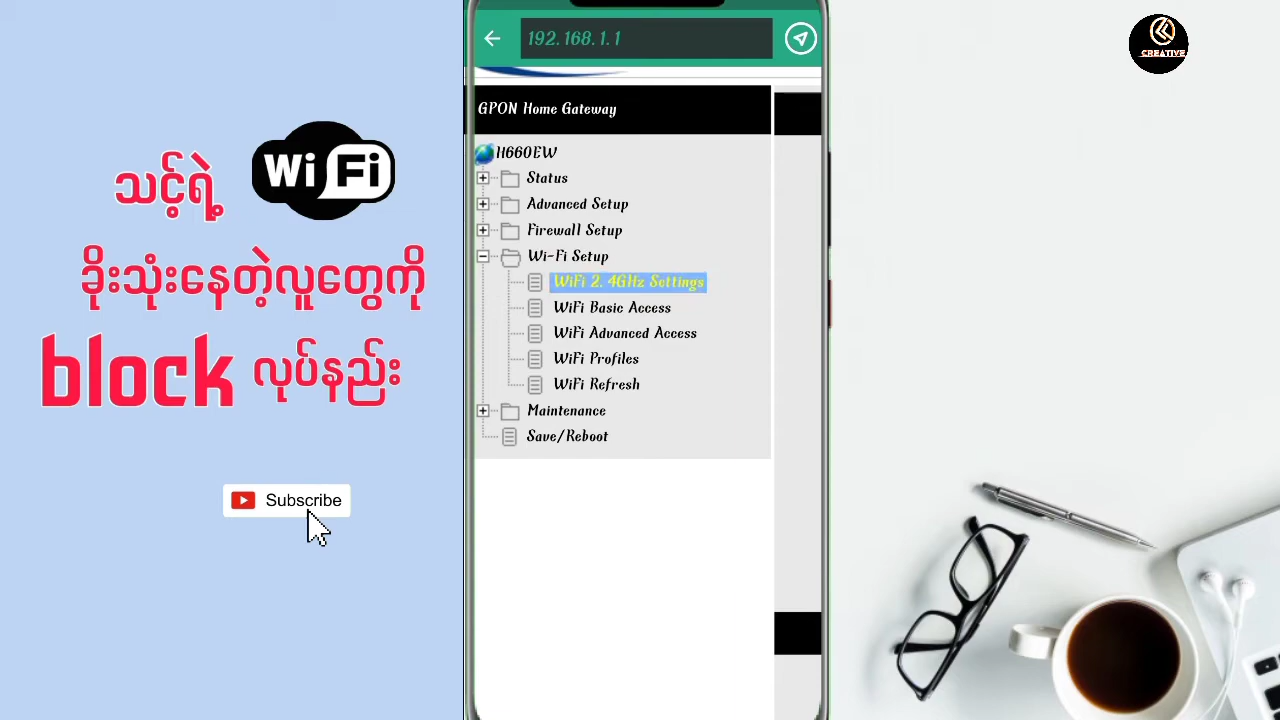 သင့်ရဲ့ WiFi
ခိုးသုံးနေတဲ့လူတွေကို
block လုပ်နည်း
Subscribe
192.168.1.1
GPON Home Gateway
H660EW
Status
Advanced Setup
Firewall Setup
Wi-Fi Setup
WiFi 2.4GHz Settings
WiFi Basic Access
WiFi Advanced Access
WiFi Profiles
WiFi Refresh
Maintenance
Save/Reboot
CREATIVE